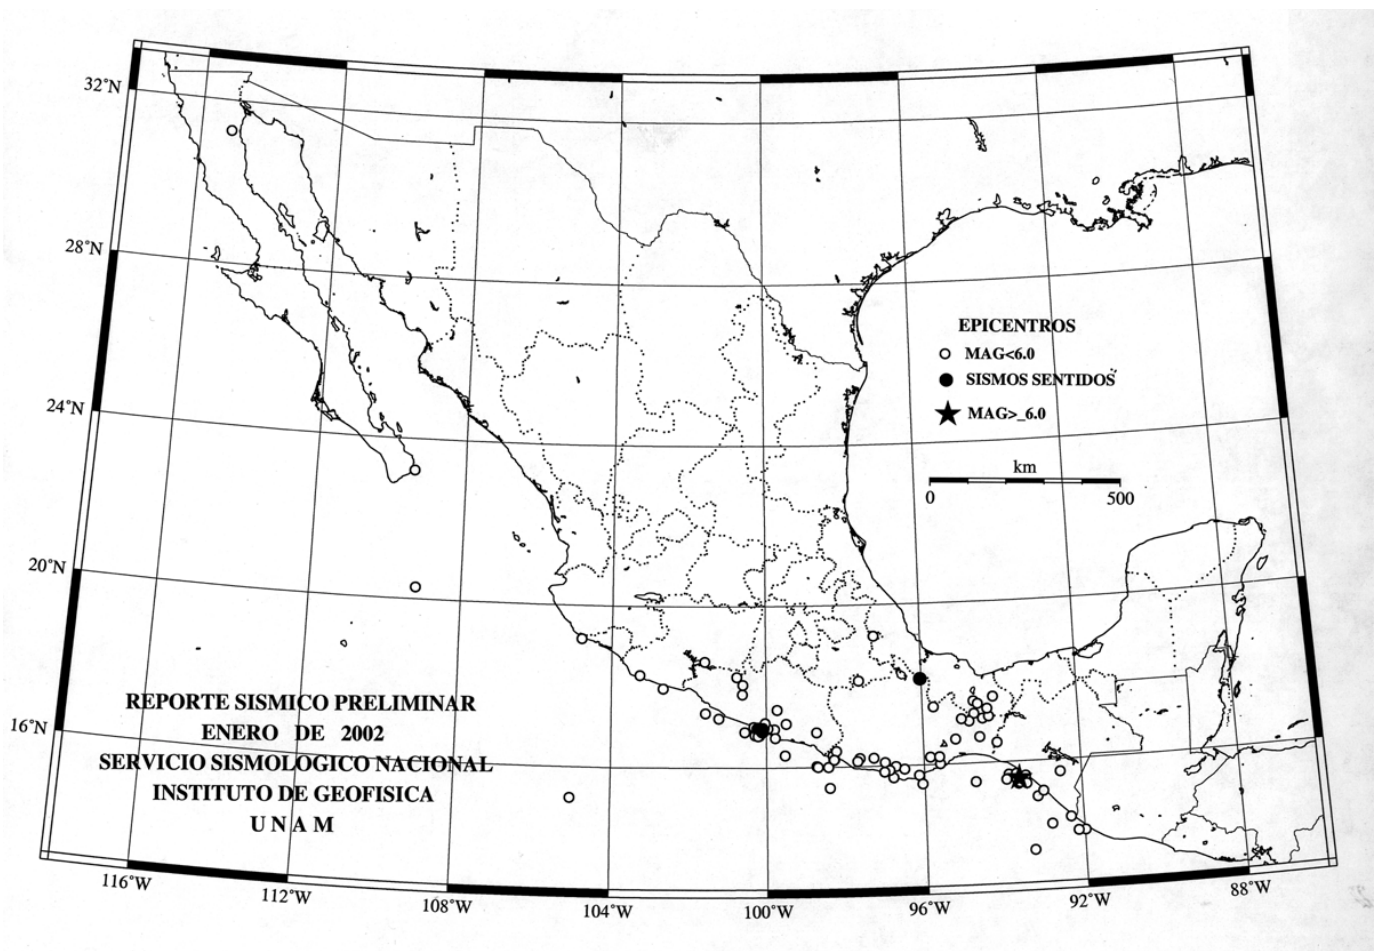 32°N
28°N
24°N
20°N
16°N
EPICENTROS
MAG<6.0
SISMOS SENTIDOS
MAG>_6.0
km
0 500
REPORTE SISMICO PRELIMINAR
ENERO DE 2002
SERVICIO SISMOLOGICO NACIONAL
INSTITUTO DE GEOFISICA
U N A M
116°W 112°W 108°W 104°W 100°W 96°W 92°W 88°W